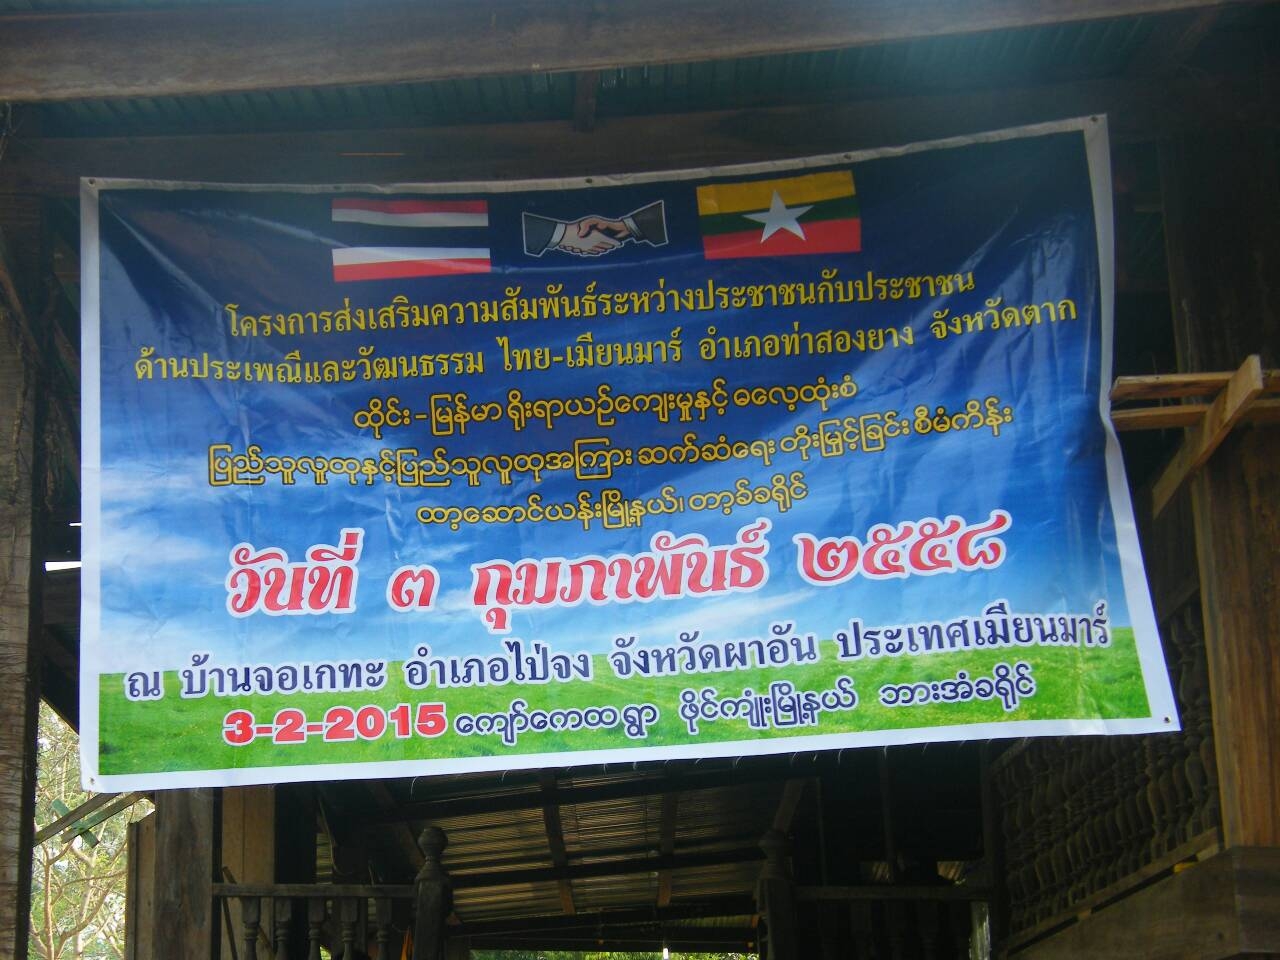 โครงการส่งเสริมความสัมพันธ์ระหว่างประชาชนกับประชาชน
ด้านประเพณีและวัฒนธรรม ไทย-เมียนมาร์ อำเภอท่าสองยาง จังหวัดตาก
ထိုင်း-မြန်မာ ရိုးရာယဉ်ကျေးမှုနှင့် ဓလေ့ထုံးစံ
ပြည်သူလူထုနှင့်ပြည်သူလူထုအကြား ဆက်ဆံရေး တိုးမြှင့်ခြင်း စီမံကိန်း
ထာ့ဆောင်ယန်းမြို့နယ်၊ တာ့ခ်ခရိုင်
วันที่ ๓ กุมภาพันธ์ ๒๕๕๘
ณ บ้านจอเกทะ อำเภอไป่จง จังหวัดผาอัน ประเทศเมียนมาร์
3-2-2015 ကျော်ကေထရွာ ဖိုင်ကျုံးမြို့နယ် ဘားအံခရိုင်